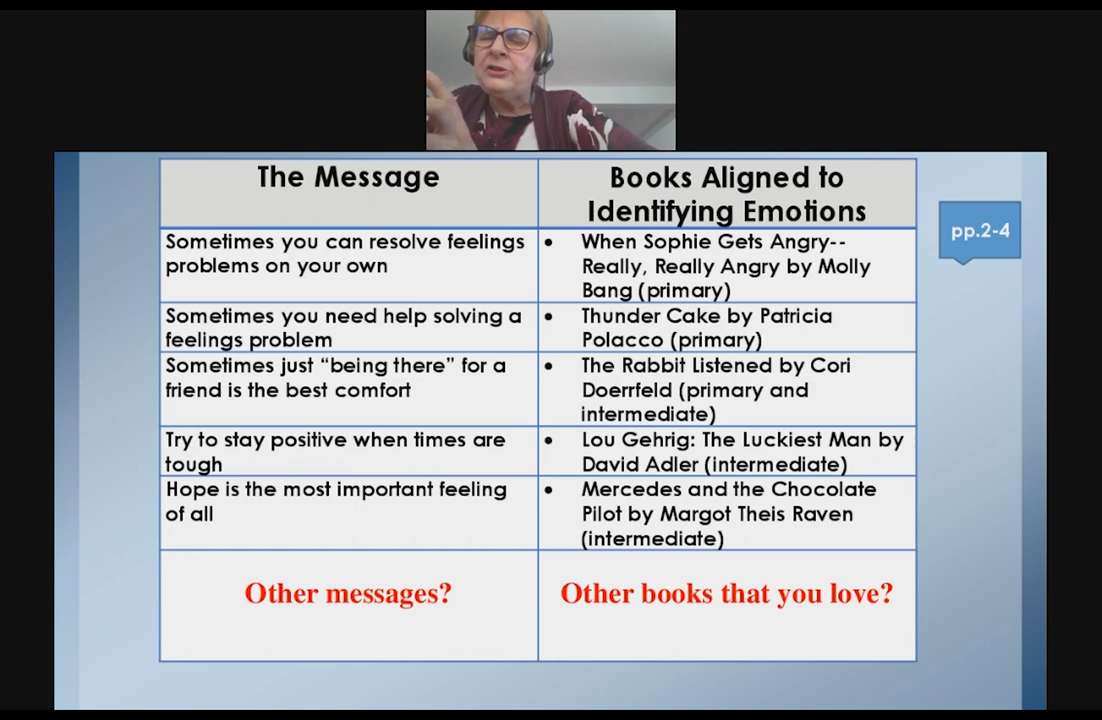 The Message
Books Aligned to
Identifying Emotions
pp.2-4
Sometimes you can resolve feelings
problems on your own
• When Sophie Gets Angry--
Really, Really Angry by Molly
Bang (primary)
Sometimes you need help solving a
feelings problem
• Thunder Cake by Patricia
Polacco (primary)
Sometimes just “being there” for a
friend is the best comfort
• The Rabbit Listened by Cori
Doerrfeld (primary and
intermediate)
Try to stay positive when times are
tough
• Lou Gehrig: The Luckiest Man by
David Adler (intermediate)
Hope is the most important feeling
of all
• Mercedes and the Chocolate
Pilot by Margot Theis Raven
(intermediate)
Other messages?
Other books that you love?